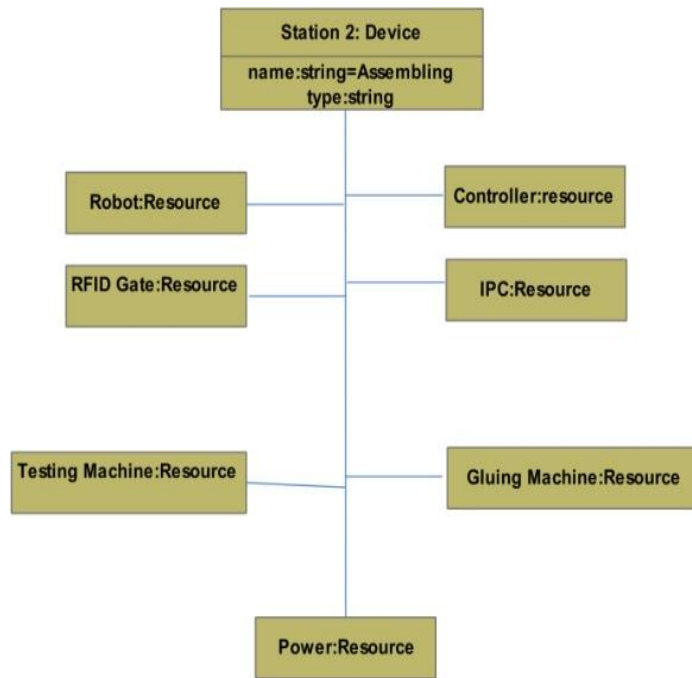 Station 2: Device
name:string=Assembling
type:string
Robot:Resource
Controller:resource
RFID Gate:Resource
IPC:Resource
Testing Machine:Resource
Gluing Machine:Resource
Power:Resource